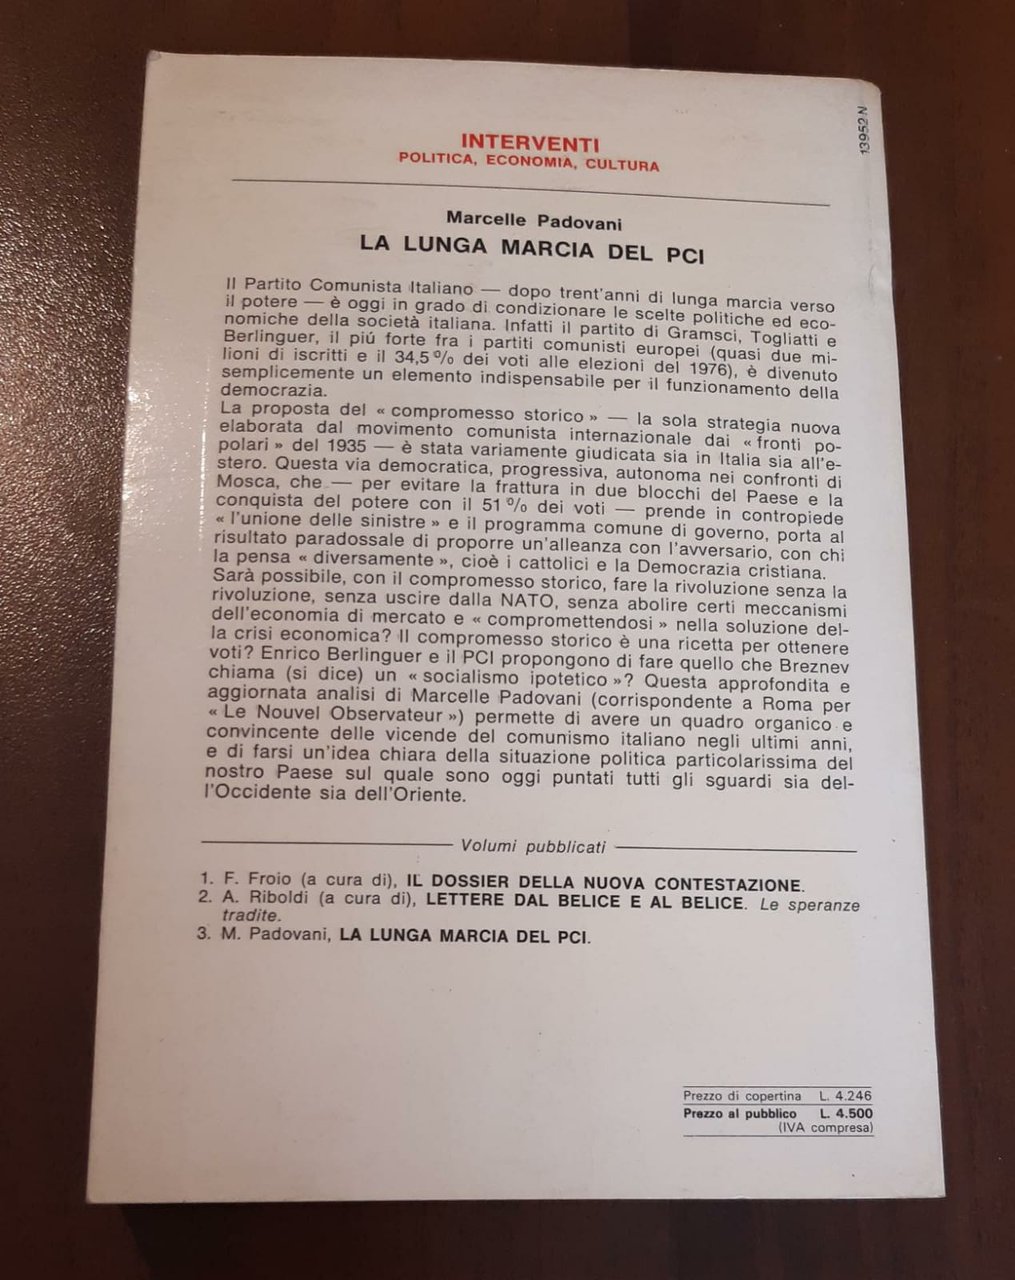 13952 N
INTERVENTI
POLITICA, ECONOMIA, CULTURA
Marcelle Padovani
LA LUNGA MARCIA DEL PCI
Il Partito Comunista Italiano — dopo trent'anni di lunga marcia verso
il potere — è oggi in grado di condizionare le scelte politiche ed eco-
nomiche della società italiana. Infatti il partito di Gramsci, Togliatti e
Berlinguer, il piú forte fra i partiti comunisti europei (quasi due mi-
lioni di iscritti e il 34,5 % dei voti alle elezioni del 1976), è divenuto
semplicemente un elemento indispensabile per il funzionamento della
democrazia.
La proposta del « compromesso storico » — la sola strategia nuova
elaborata dal movimento comunista internazionale dai « fronti po-
polari » del 1935 — è stata variamente giudicata sia in Italia sia all'e-
stero. Questa via democratica, progressiva, autonoma nei confronti di
Mosca, che — per evitare la frattura in due blocchi del Paese e la
conquista del potere con il 51 % dei voti — prende in contropiede
« l'unione delle sinistre » e il programma comune di governo, porta al
risultato paradossale di proporre un'alleanza con l'avversario, con chi
la pensa « diversamente », cioè i cattolici e la Democrazia cristiana.
Sarà possibile, con il compromesso storico, fare la rivoluzione senza la
rivoluzione, senza uscire dalla NATO, senza abolire certi meccanismi
dell'economia di mercato e « compromettendosi » nella soluzione del-
la crisi economica? Il compromesso storico è una ricetta per ottenere
voti? Enrico Berlinguer e il PCI propongono di fare quello che Breznev
chiama (si dice) un « socialismo ipotetico »? Questa approfondita e
aggiornata analisi di Marcelle Padovani (corrispondente a Roma per
« Le Nouvel Observateur ») permette di avere un quadro organico e
convincente delle vicende del comunismo italiano negli ultimi anni,
e di farsi un'idea chiara della situazione politica particolarissima del
nostro Paese sul quale sono oggi puntati tutti gli sguardi sia del-
l'Occidente sia dell'Oriente.
Volumi pubblicati
1. F. Froio (a cura di), IL DOSSIER DELLA NUOVA CONTESTAZIONE.
2. A. Riboldi (a cura di), LETTERE DAL BELICE E AL BELICE. Le speranze
tradite.
3. M. Padovani, LA LUNGA MARCIA DEL PCI.
Prezzo di copertina L. 4.246
Prezzo al pubblico L. 4.500
(IVA compresa)